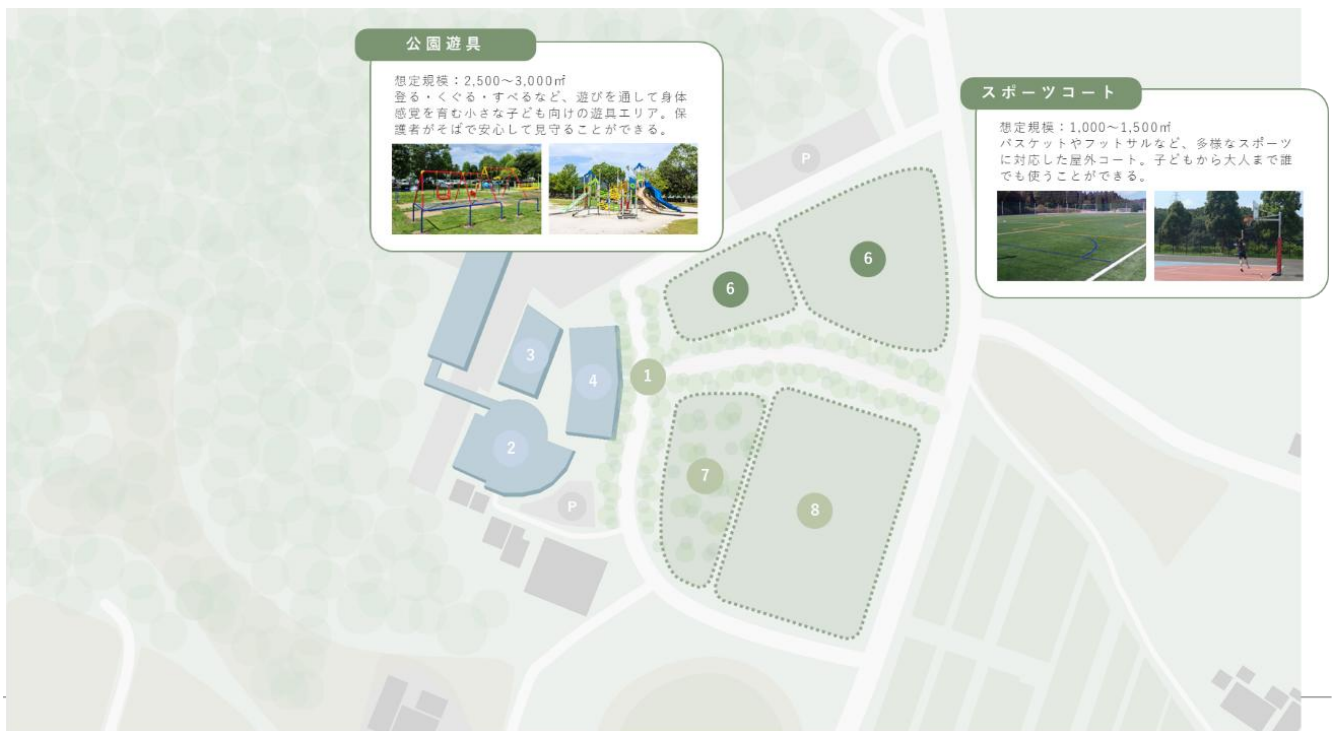 公園遊具
想定規模：2,500～3,000㎡
登る・くぐる・すべるなど、遊びを通して身体
感覚を育む小さな子ども向けの遊具エリア。保
護者がそばで安心して見守ることができる。
スポーツコート
想定規模：1,000～1,500㎡
バスケットやフットサルなど、多様なスポーツ
に対応した屋外コート。子どもから大人まで誰
でも使うことができる。
P
6
6
3
4
1
2
7
P
8